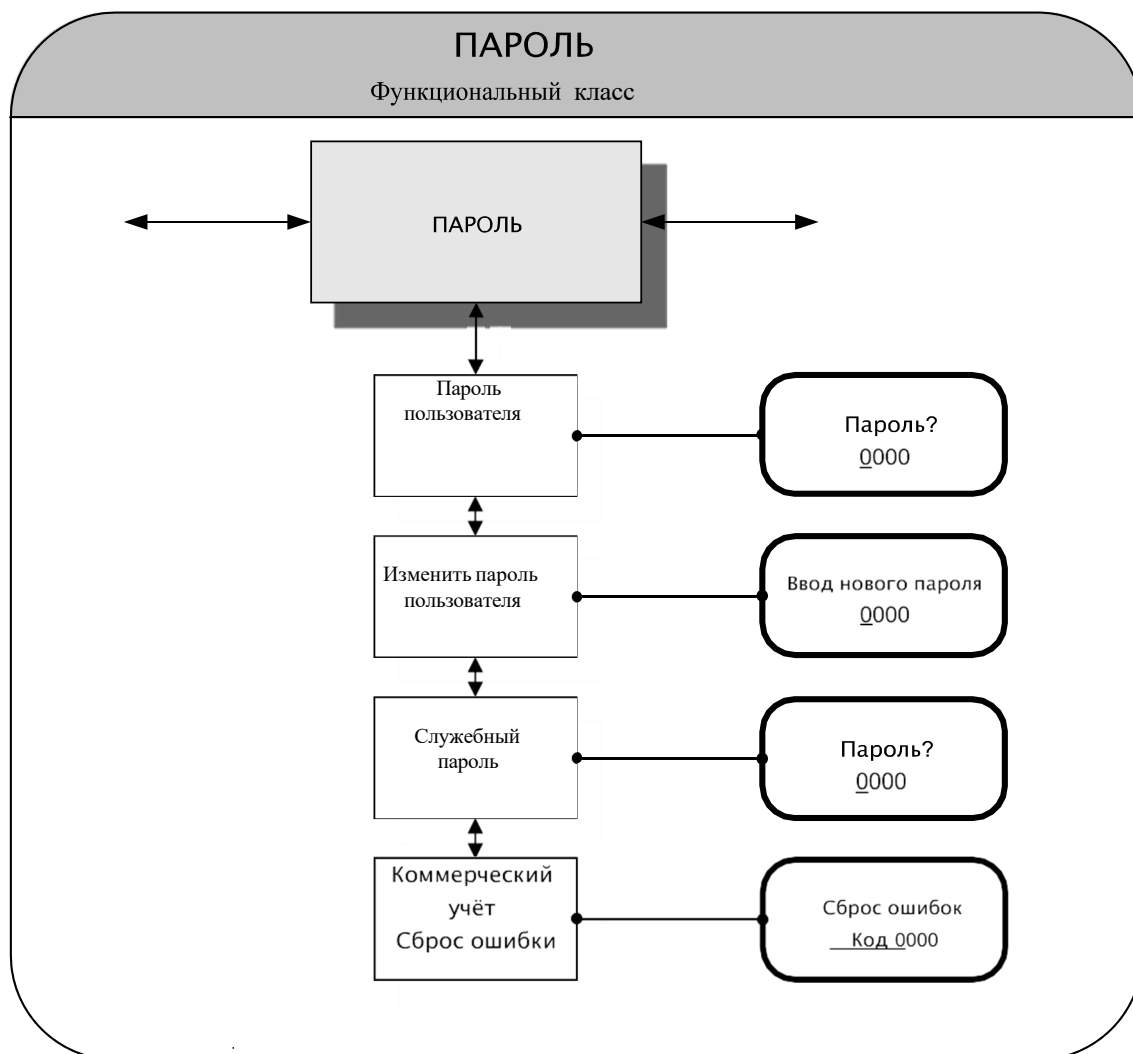 ПАРОЛЬ
Функциональный класс
ПАРОЛЬ
Пароль
пользователя
Пароль?
0000
Изменить пароль
пользователя
Ввод нового пароля
0000
Служебный
пароль
Пароль?
0000
Коммерческий
учёт
Сброс ошибки
Сброс ошибок
Код 0000